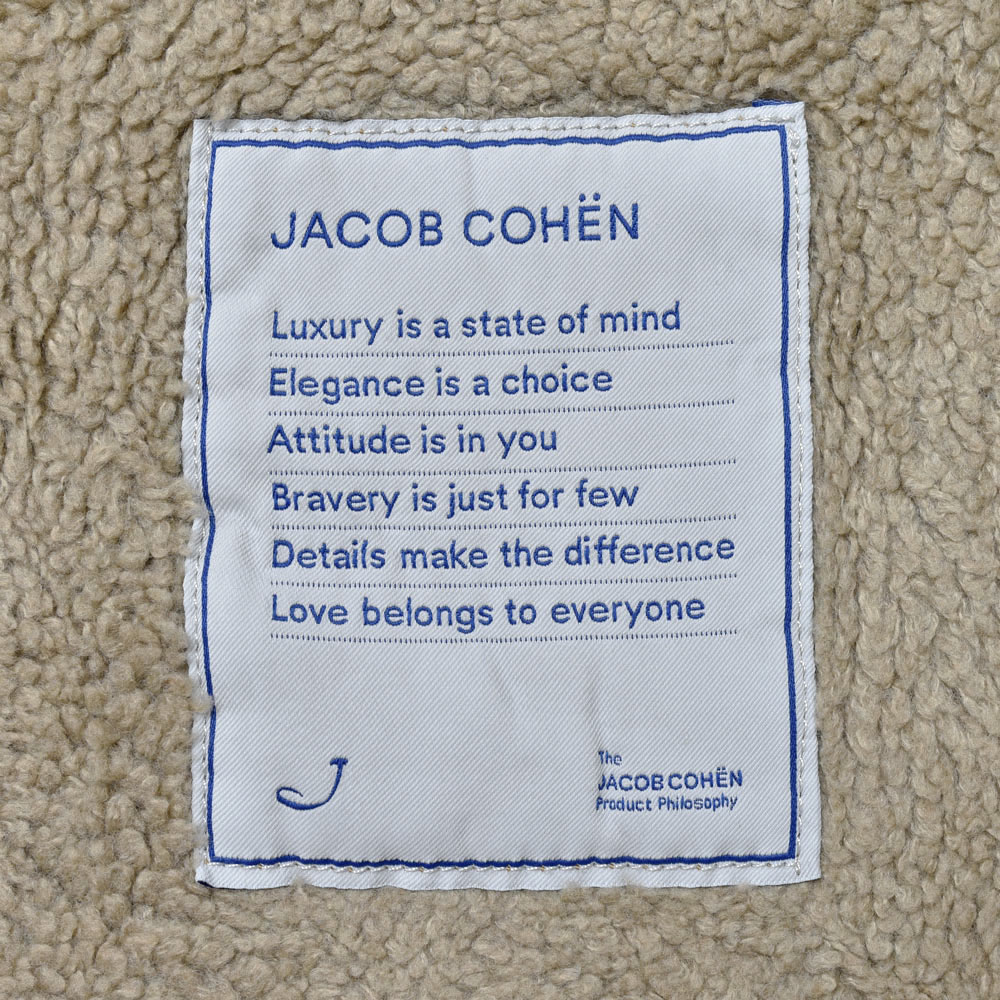 JACOB COHËN
Luxury is a state of mind
Elegance is a choice
Attitude is in you
Bravery is just for few
Details make the difference
Love belongs to everyone
J
The
JACOB COHËN
Product Philosophy